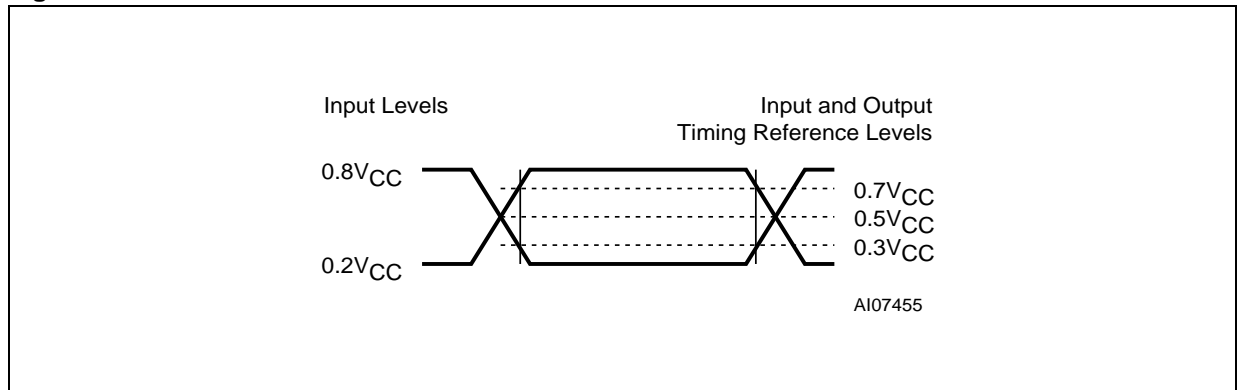 Input Levels
Input and Output
Timing Reference Levels
0.8VCC
0.7VCC
0.5VCC
0.3VCC
0.2VCC
AI07455